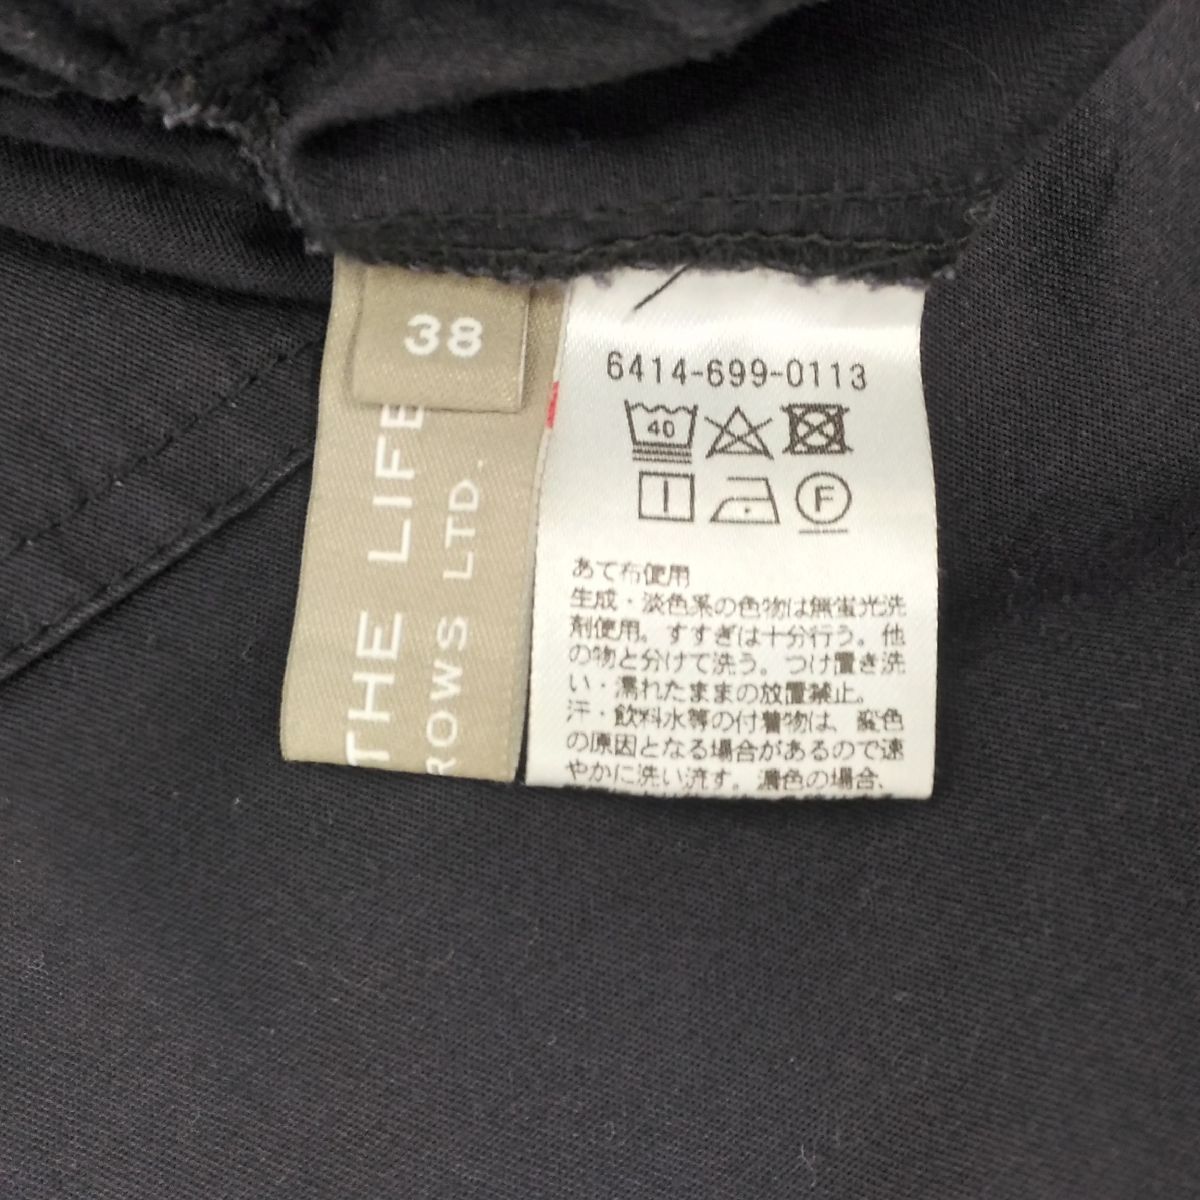 38
THE LIFE
ROWS LTD.
6414-699-0113
40
F
あて布使用
生成・淡色系の色物は無蛍光洗
剤使用。すすぎは十分行う。他
の物と分けて洗う。つけ置き洗
い・濡れたままの放置禁止。
汗・飲料水等の付着物は、変色
の原因となる場合があるので速
やかに洗い流す。濃色の場合、